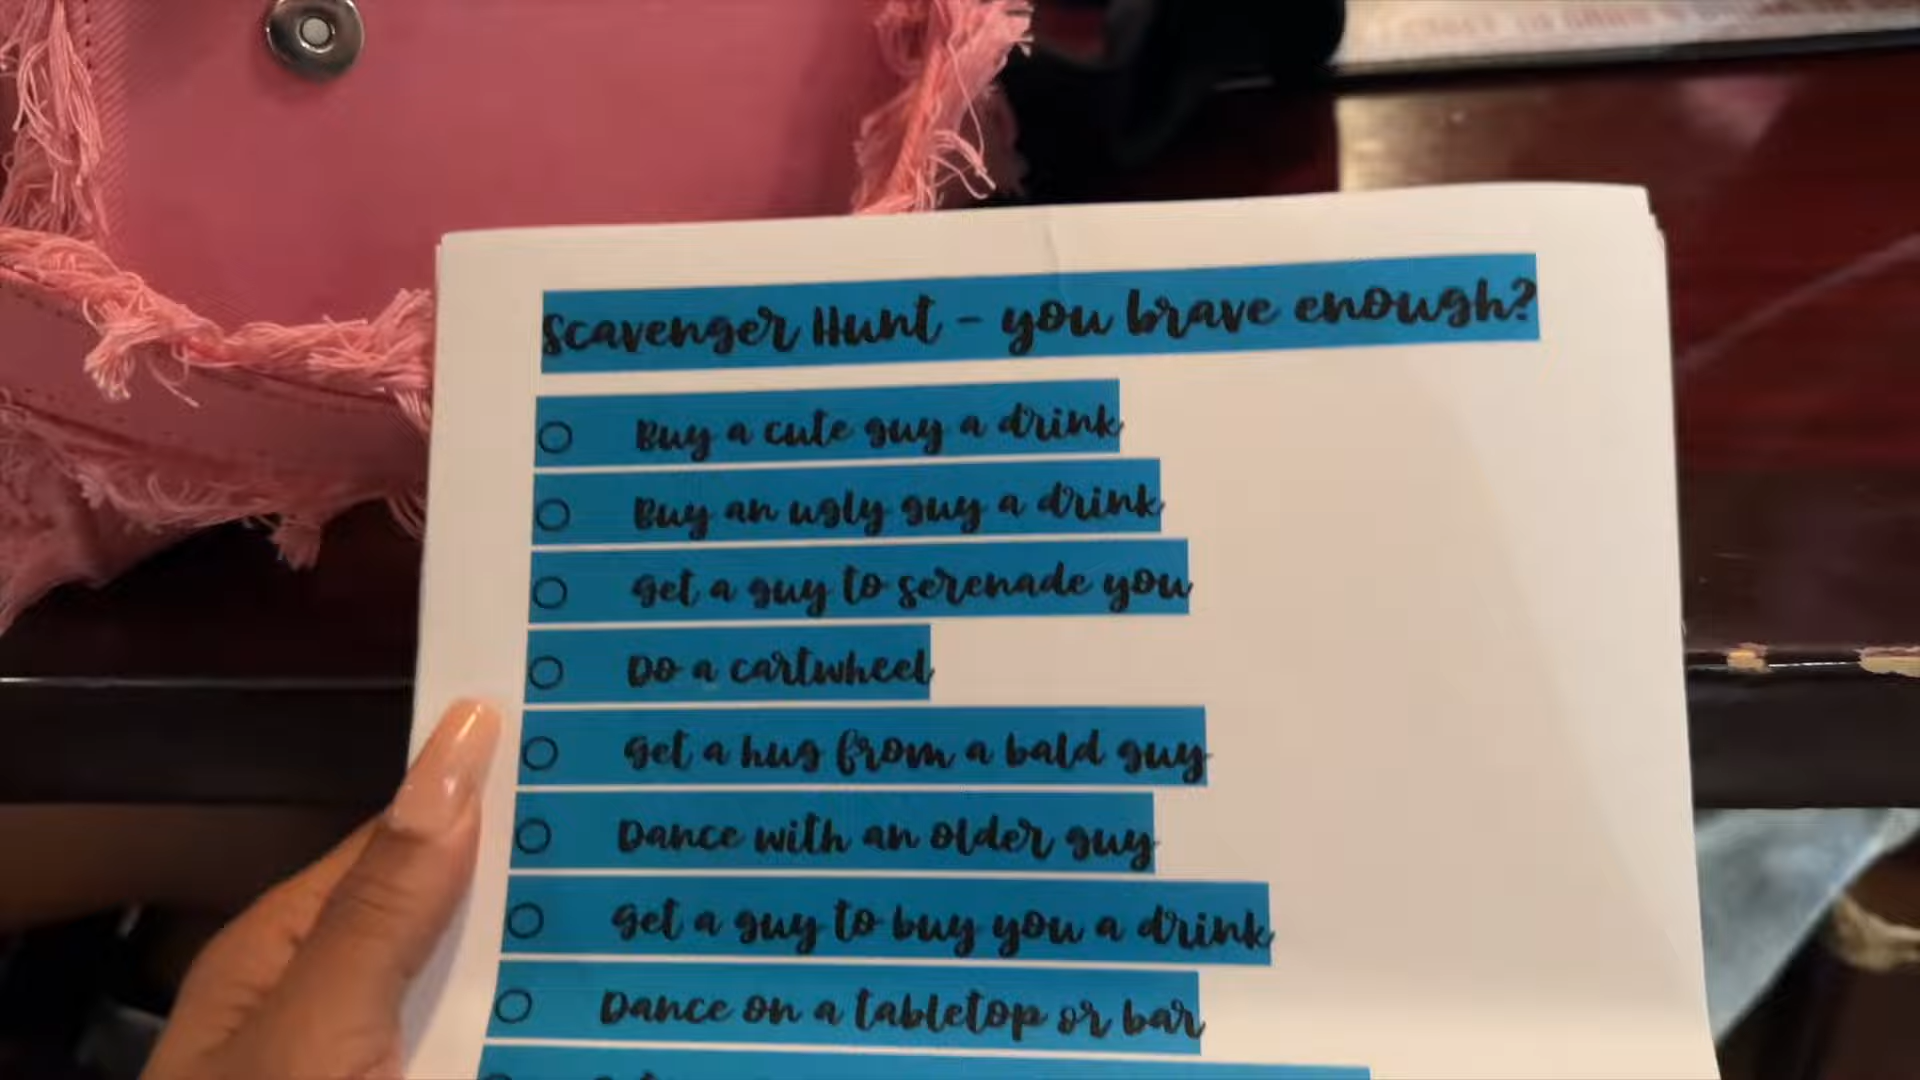 Scavenger Hunt - you brave enough?
Buy a cute guy a drink
Buy an ugly guy a drink
Get a guy to serenade you
Do a cartwheel
Get a hug from a bald guy
Dance with an older guy
Get a guy to buy you a drink
Dance on a tabletop or bar